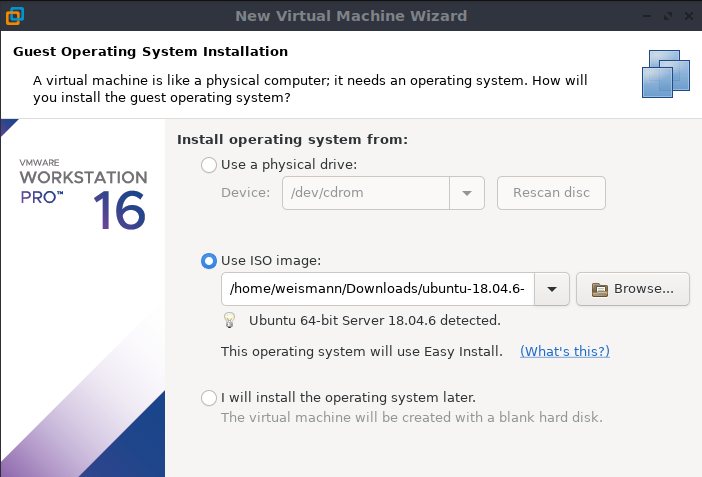 New Virtual Machine Wizard
Guest Operating System Installation
A virtual machine is like a physical computer; it needs an operating system. How will
you install the guest operating system?
VMWARE
WORKSTATION
PRO™ 16
Install operating system from:
Use a physical drive:
Device: /dev/cdrom Rescan disc
Use ISO image:
/home/weismann/Downloads/ubuntu-18.04.6- Browse...
Ubuntu 64-bit Server 18.04.6 detected.
This operating system will use Easy Install. (What's this?)
I will install the operating system later.
The virtual machine will be created with a blank hard disk.